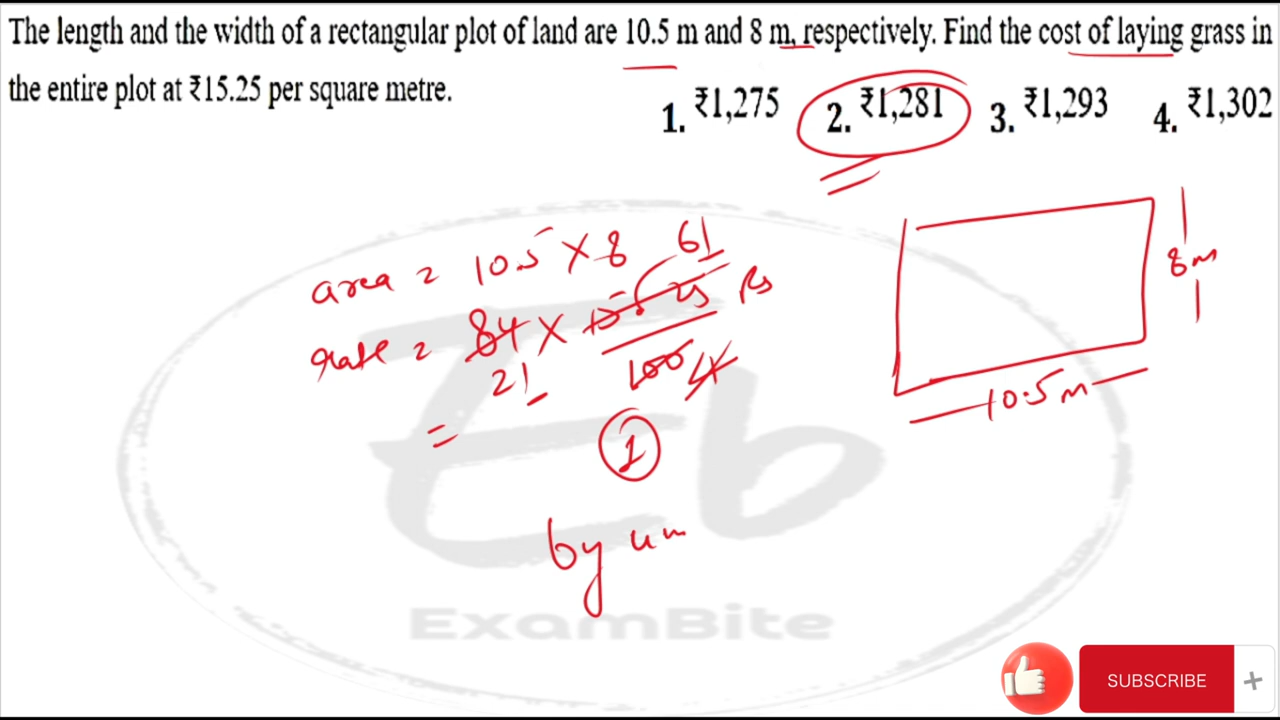 The length and the width of a rectangular plot of land are 10.5 m and 8 m, respectively. Find the cost of laying grass in
the entire plot at ₹15.25 per square metre.
1. ₹1,275 2. ₹1,281 3. ₹1,293 4. ₹1,302
area = 10.5 × 8
61
rate = 84 × 15.25 Rs
21 100 4
=
1
by un
8m
10.5m
Eb
ExamBite
SUBSCRIBE